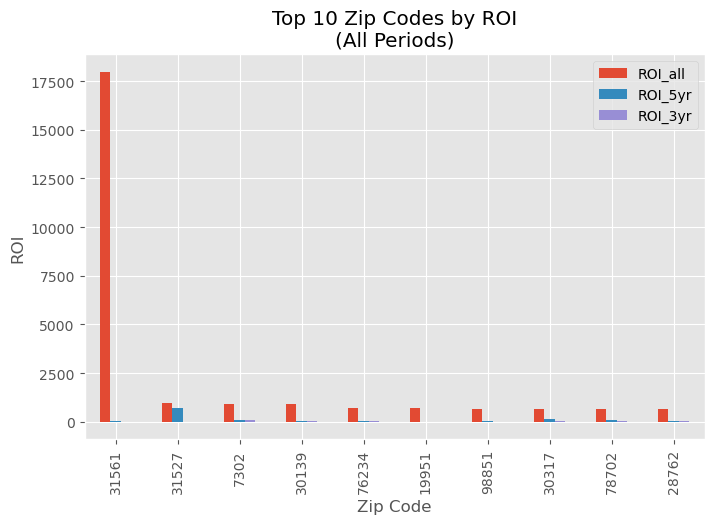 Top 10 Zip Codes by ROI
(All Periods)
ROI_all
ROI_5yr
ROI_3yr
17500
15000
12500
10000
7500
5000
2500
0
ROI
31561
31527
7302
30139
76234
19951
98851
30317
78702
28762
Zip Code